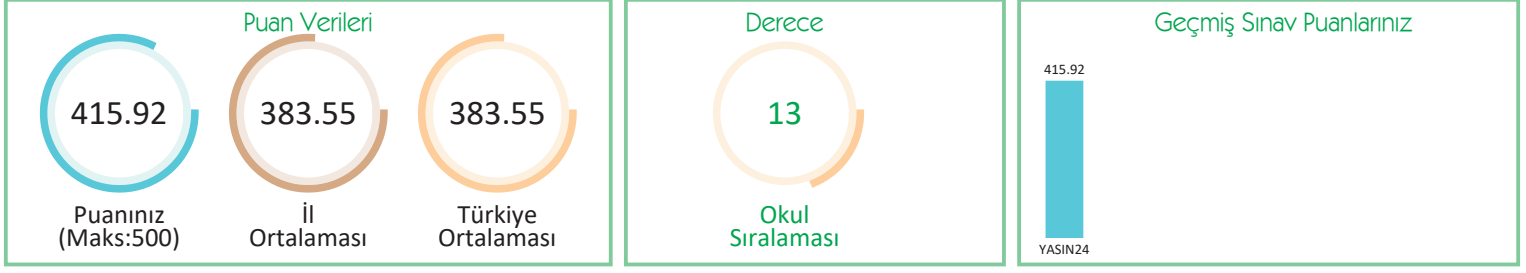 Puan Verileri
415.92
383.55
383.55
Puanınız
(Maks:500)
İl
Ortalaması
Türkiye
Ortalaması
Derece
13
Okul
Sıralaması
Geçmiş Sınav Puanlarınız
415.92
YASIN24